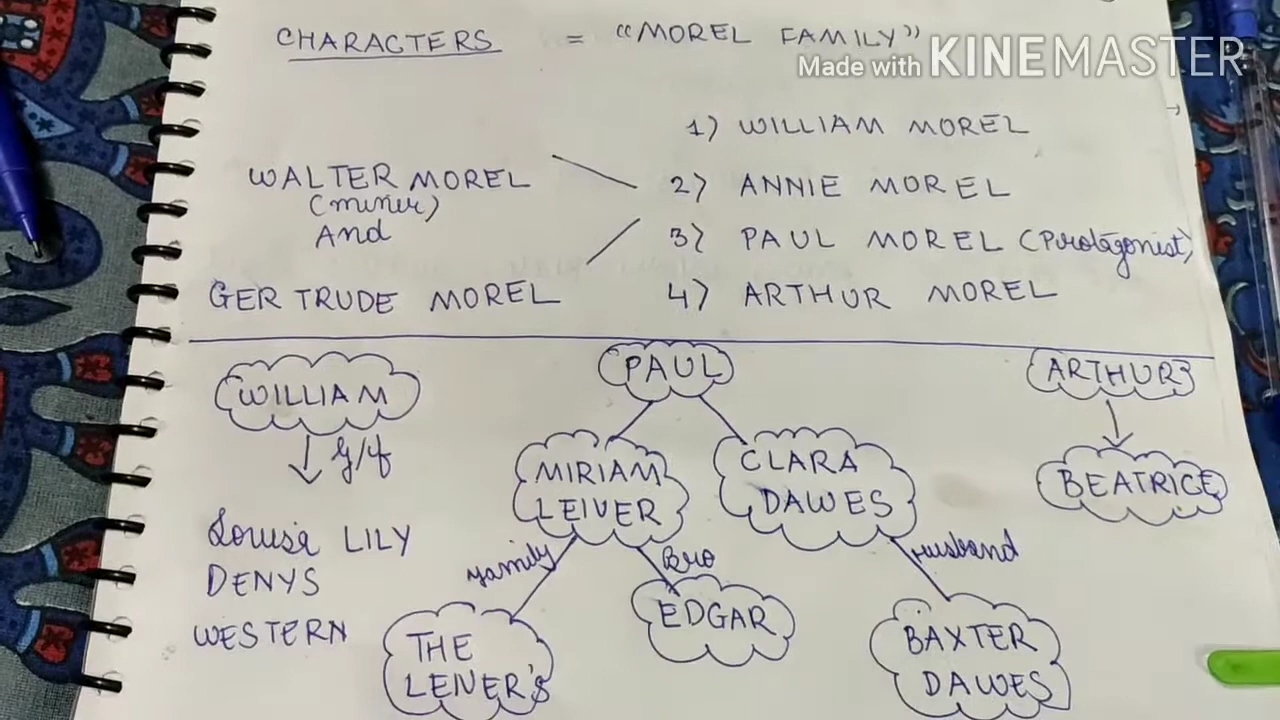 CHARACTERS = "MOREL FAMILY"
Made with KINEMASTER
1) WILLIAM MOREL
WALTER MOREL
(miner)
And
GERTRUDE MOREL
2) ANNIE MOREL
3) PAUL MOREL (Protagonist)
4) ARTHUR MOREL
WILLIAM
G/f
Louisa LILY
DENYS
WESTERN
PAUL
MIRIAM
LEIVER
CLARA
DAWES
family
Bro
Husband
THE
LEIVER'S
EDGAR
BAXTER
DAWES
ARTHUR
BEATRICE